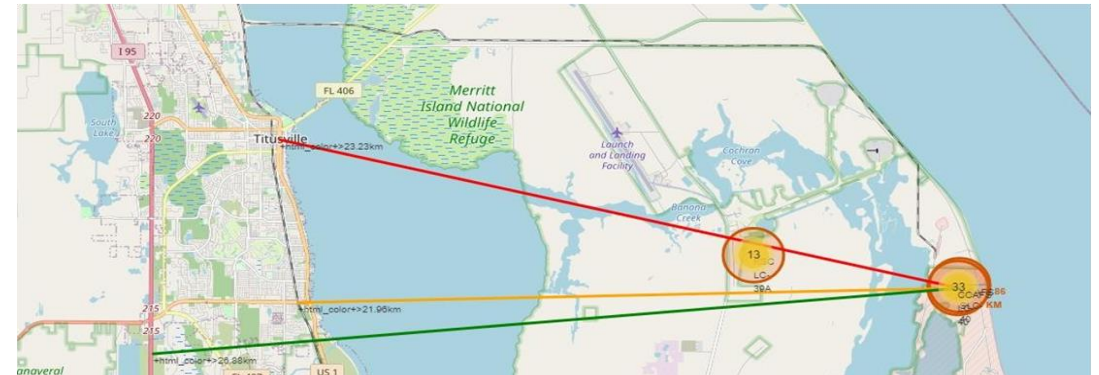 I 95
FL 406
Merritt
Island National
Wildlife
Refuge
South
Lake
220
220
Titusville
+html_color+>23.23km
Launch
and Landing
Facility
Cochran
Cove
Banana
Creek
13
LC
39A
33
KM
215
215
+html_color+>21.96km
+html_color+>26.88km
US 1
anaveral